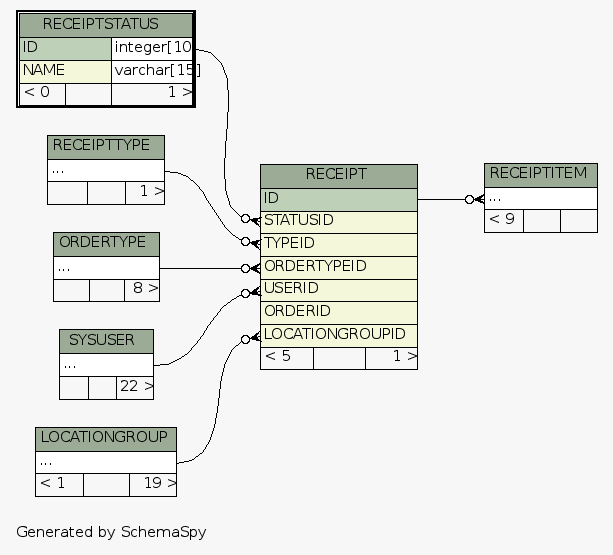 RECEIPTSTATUS
ID integer[10
NAME varchar[15]
< 0 1 >
RECEIPTTYPE
...
1 >
ORDERTYPE
...
8 >
SYSUSER
...
22 >
LOCATIONGROUP
...
< 1 19 >
RECEIPT
ID
STATUSID
TYPEID
ORDERTYPEID
USERID
ORDERID
LOCATIONGROUPID
< 5 1 >
RECEIPTITEM
...
< 9
Generated by SchemaSpy